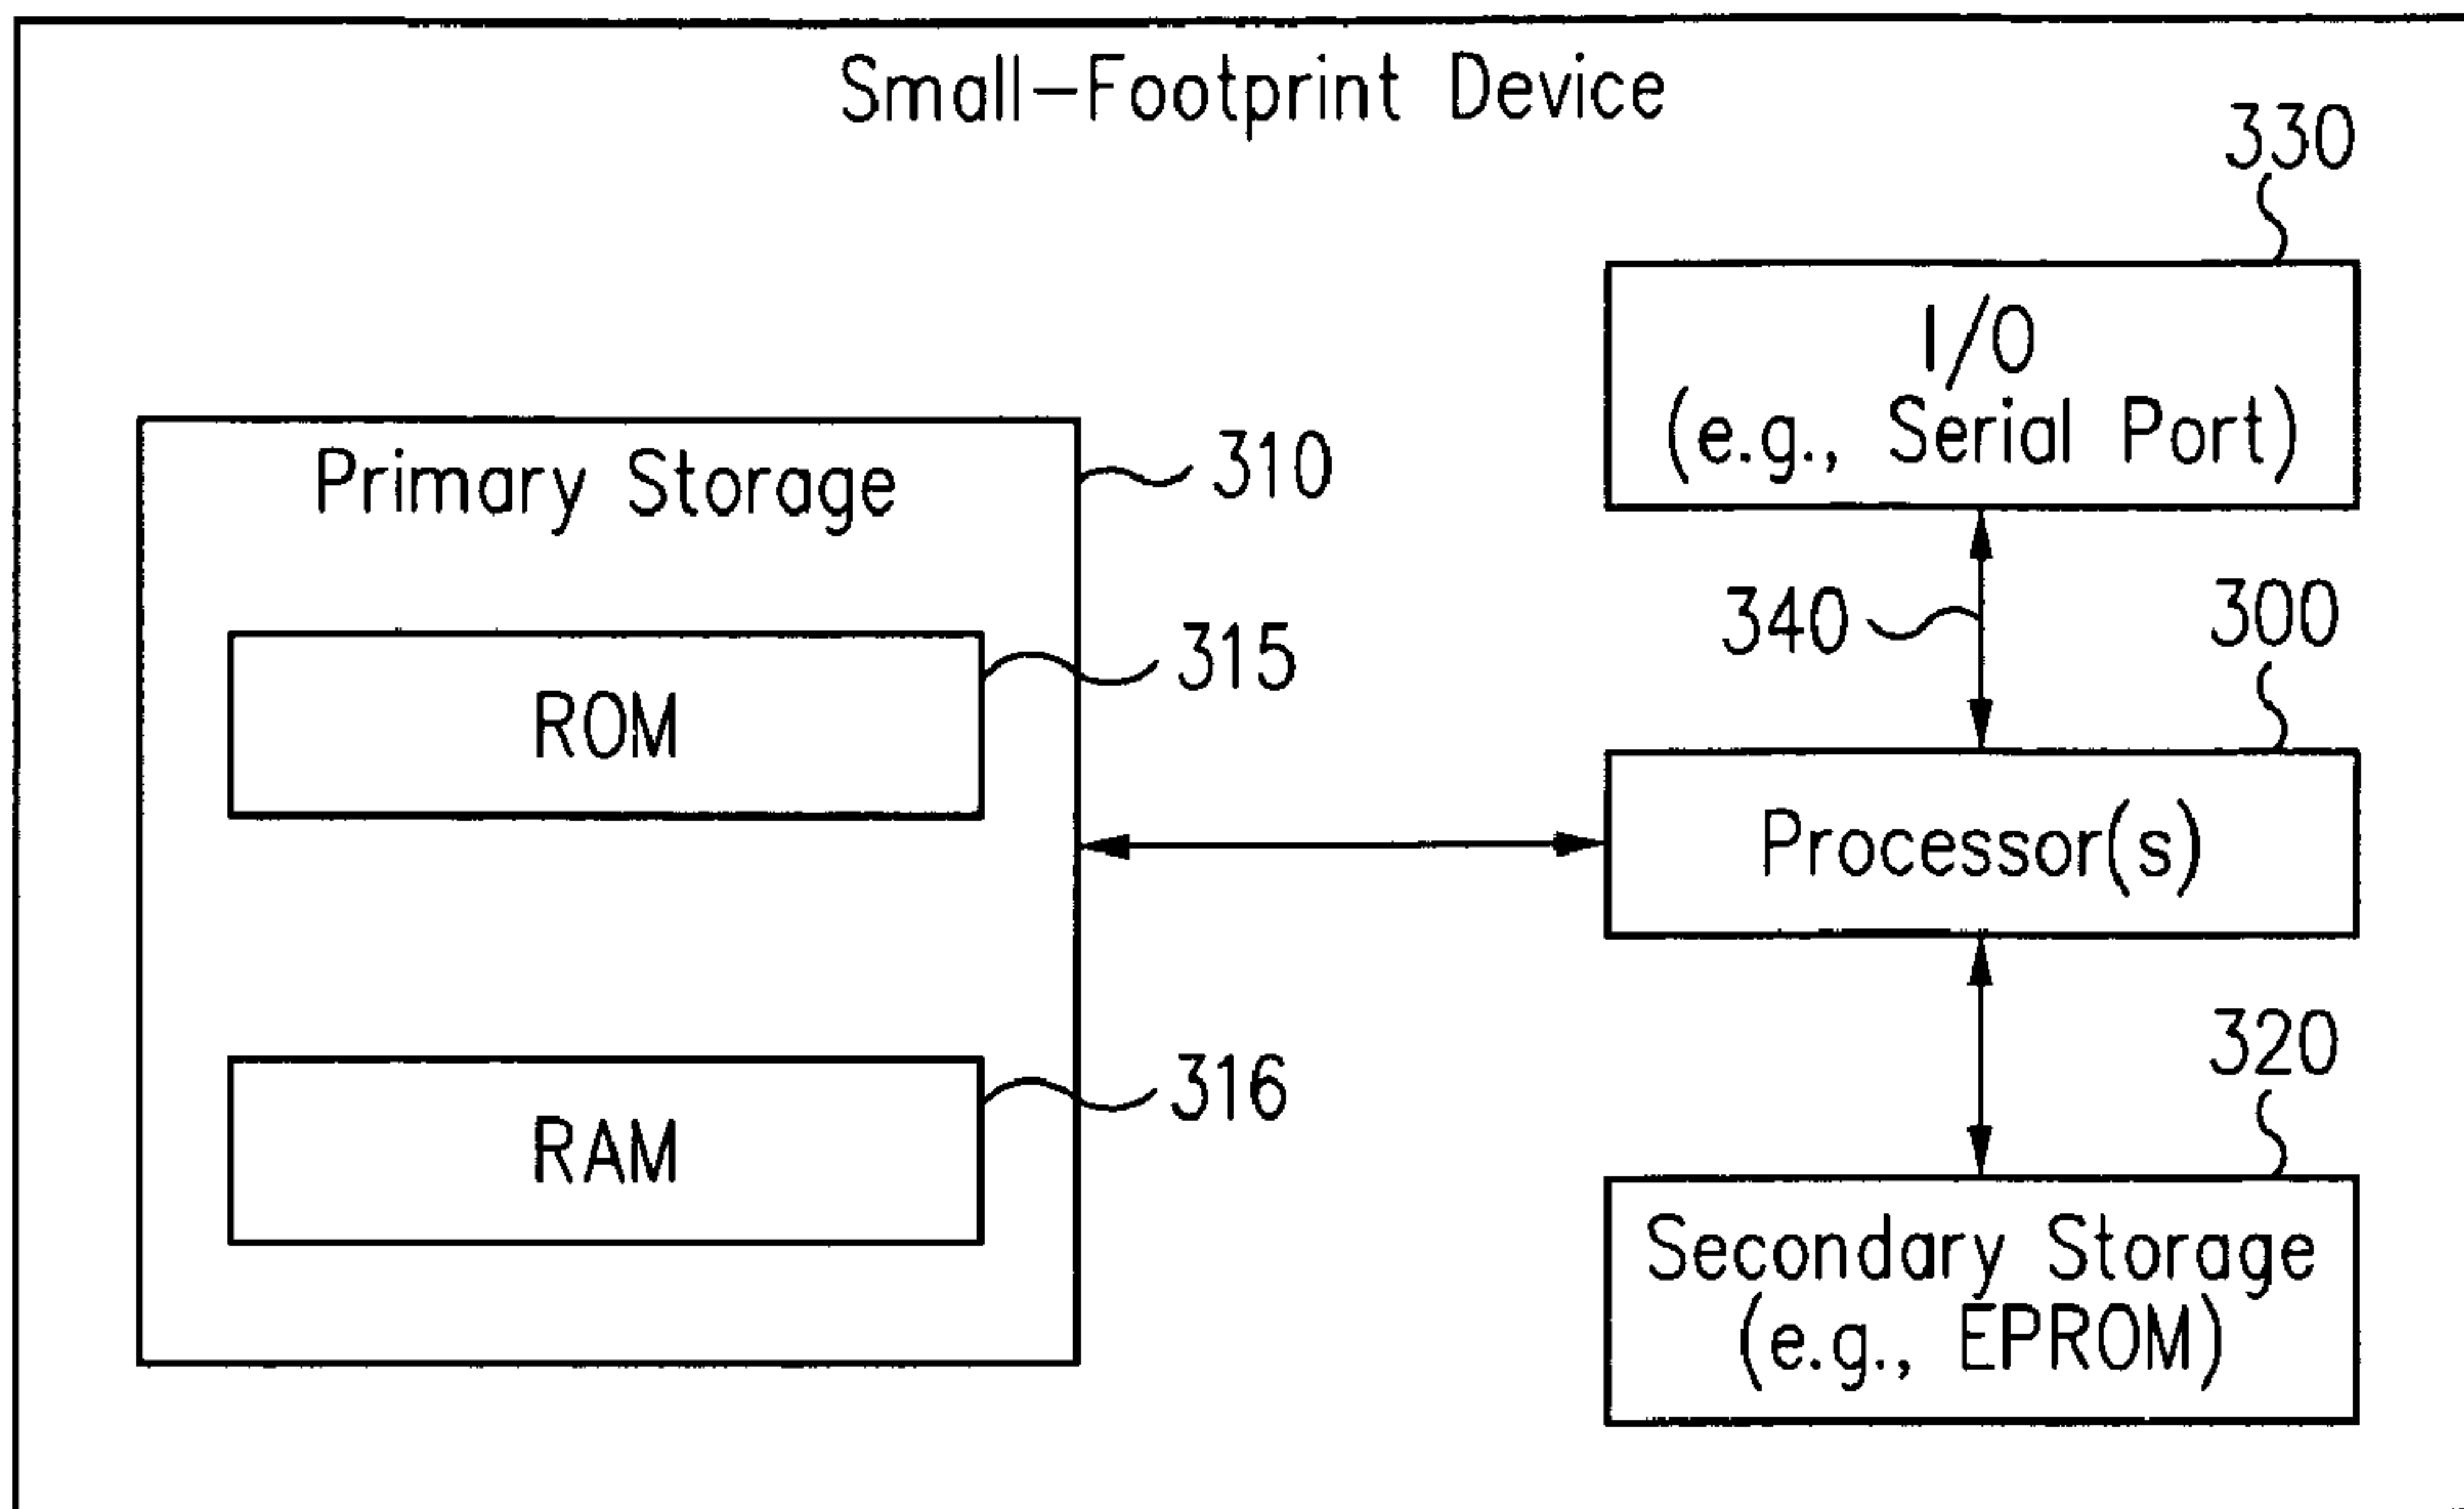 Small-Footprint Device
330
I/O
(e.g., Serial Port)
Primary Storage
310
340
300
315
ROM
Processor(s)
320
316
RAM
Secondary Storage
(e.g., EPROM)